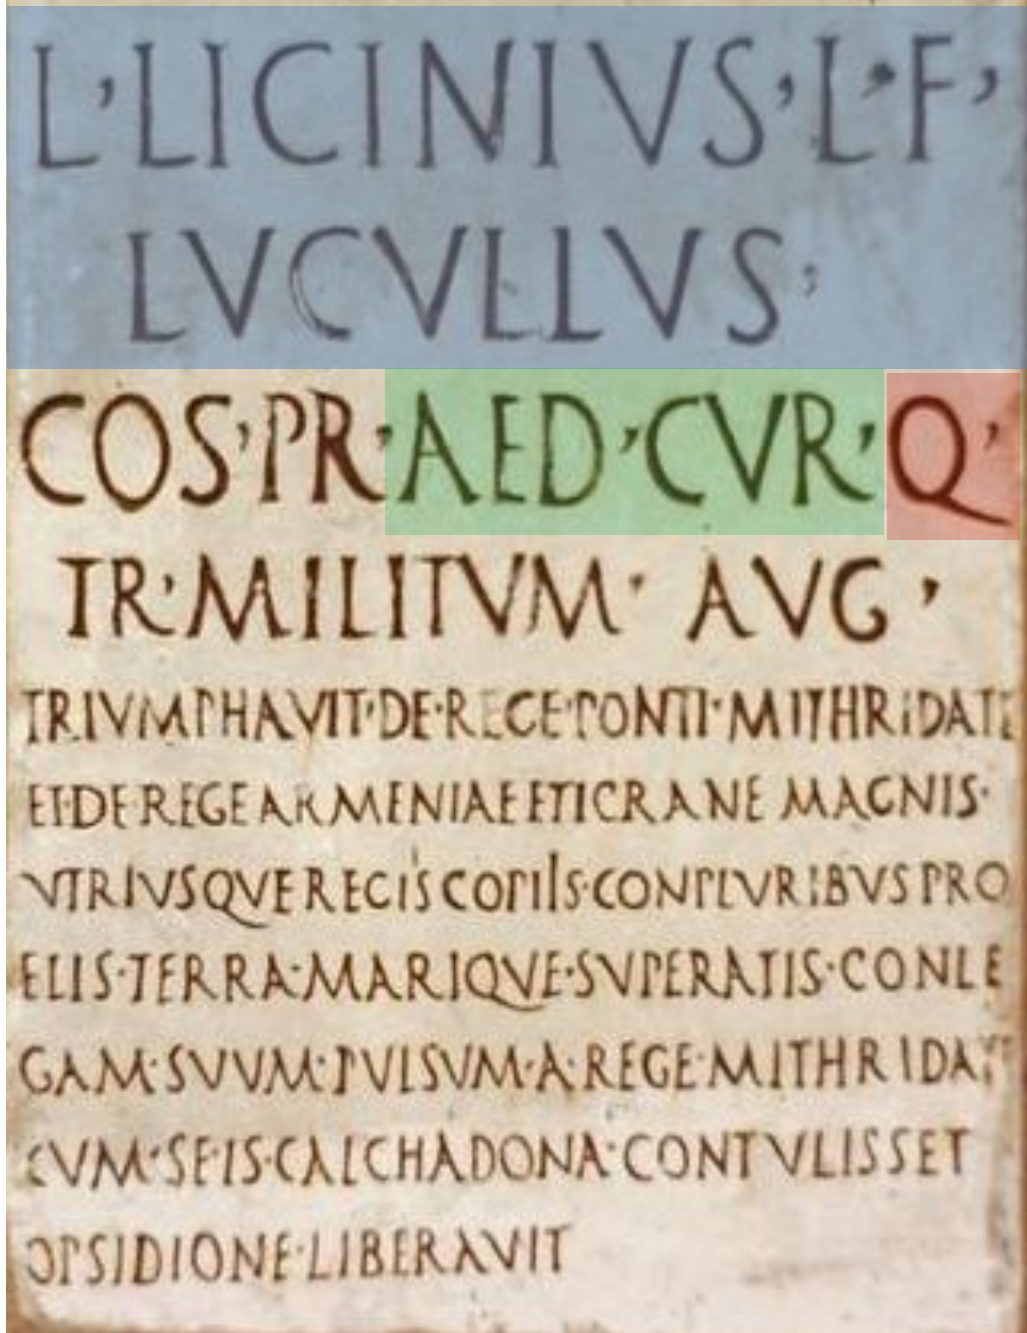 L·LICINIVS·L·F·
LVCVLLVS·
COS·PR·AED·CVR·Q·
TR·MILITVM·AVG·
TRIVMPHAVIT·DE·REGE·PONTI·MITHRIDATE
ET·DE·REGE ARMENIAE ETIGRANE MAGNIS·
VTRIVSQVE REGIS COPIIS·CONPLVRIBVS PRO
ELIS·TERRA·MARIQVE·SVPERATIS·CONLE
GAM·SVVM·PVLSVM·A·REGE·MITHRIDATE
CVM·SE·IS·CALCHADONA·CONTVLISSET
OPSIDIONE·LIBERAVIT